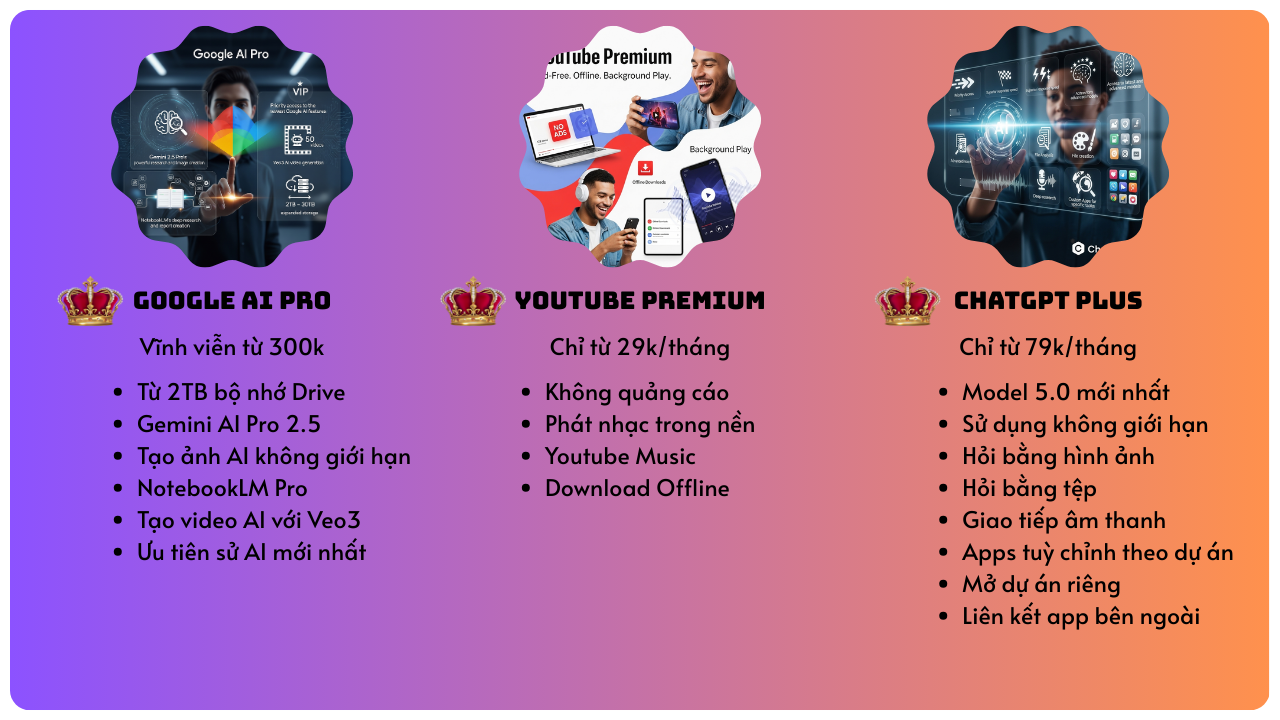 Google AI Pro
VIP
Priority access to the
newest Google AI features
50
videos
Veo3 AI video generation
Gemini 2.5 Pro's
powerful research and image creation
2TB – 30TB
expanded storage
NotebookLM's deep research
and report creation
GOOGLE AI PRO
Vĩnh viễn từ 300k
Từ 2TB bộ nhớ Drive
Gemini AI Pro 2.5
Tạo ảnh AI không giới hạn
NotebookLM Pro
Tạo video AI với Veo3
Ưu tiên sử AI mới nhất
ouTube Premium
d-Free. Offline. Background Play.
NO
ADS
Background Play
Offline Downloads
YOUTUBE PREMIUM
Chỉ từ 29k/tháng
Không quảng cáo
Phát nhạc trong nền
Youtube Music
Download Offline
AI
File Analysis
File creation
Deep research
Custom Apps for
specific tasks
Ch
CHATGPT PLUS
Chỉ từ 79k/tháng
Model 5.0 mới nhất
Sử dụng không giới hạn
Hỏi bằng hình ảnh
Hỏi bằng tệp
Giao tiếp âm thanh
Apps tuỳ chỉnh theo dự án
Mở dự án riêng
Liên kết app bên ngoài